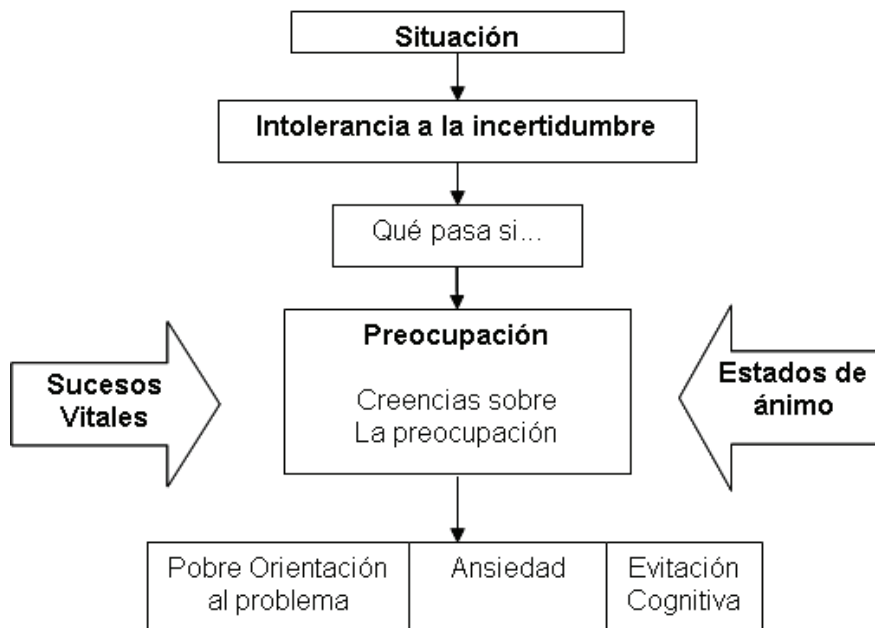 Situación
Intolerancia a la incertidumbre
Qué pasa si...
Preocupación
Creencias sobre
La preocupación
Sucesos
Vitales
Estados de
ánimo
Pobre Orientación
al problema
Ansiedad
Evitación
Cognitiva